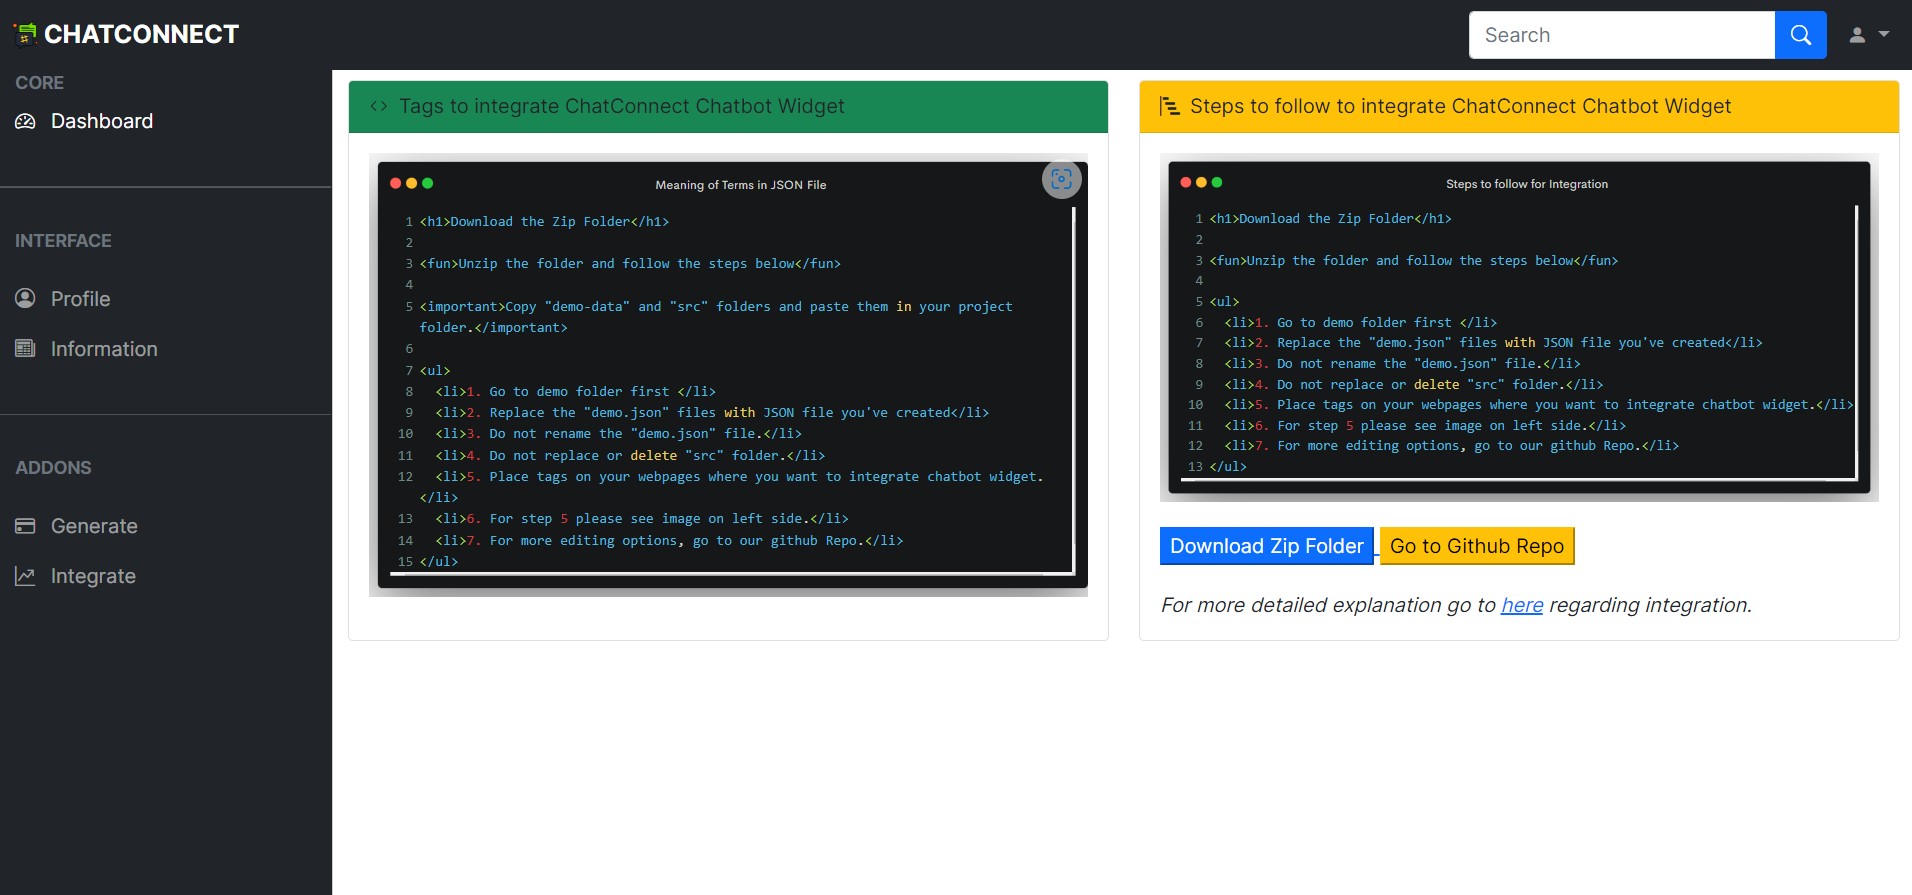 CHATCONNECT
Search
CORE
Dashboard
INTERFACE
Profile
Information
ADDONS
Generate
Integrate
<> Tags to integrate ChatConnect Chatbot Widget
Meaning of Terms in JSON File
1 <h1>Download the Zip Folder</h1>
2
3 <fun>Unzip the folder and follow the steps below</fun>
4
5 <important>Copy "demo-data" and "src" folders and paste them in your project
folder.</important>
6
7 <ul>
8 <li>1. Go to demo folder first </li>
9 <li>2. Replace the "demo.json" files with JSON file you've created</li>
10 <li>3. Do not rename the "demo.json" file.</li>
11 <li>4. Do not replace or delete "src" folder.</li>
12 <li>5. Place tags on your webpages where you want to integrate chatbot widget.
</li>
13 <li>6. For step 5 please see image on left side.</li>
14 <li>7. For more editing options, go to our github Repo.</li>
15 </ul>
Steps to follow to integrate ChatConnect Chatbot Widget
Steps to follow for Integration
1 <h1>Download the Zip Folder</h1>
2
3 <fun>Unzip the folder and follow the steps below</fun>
4
5 <ul>
6 <li>1. Go to demo folder first </li>
7 <li>2. Replace the "demo.json" files with JSON file you've created</li>
8 <li>3. Do not rename the "demo.json" file.</li>
9 <li>4. Do not replace or delete "src" folder.</li>
10 <li>5. Place tags on your webpages where you want to integrate chatbot widget.</li>
11 <li>6. For step 5 please see image on left side.</li>
12 <li>7. For more editing options, go to our github Repo.</li>
13 </ul>
Download Zip Folder Go to Github Repo
For more detailed explanation go to here regarding integration.